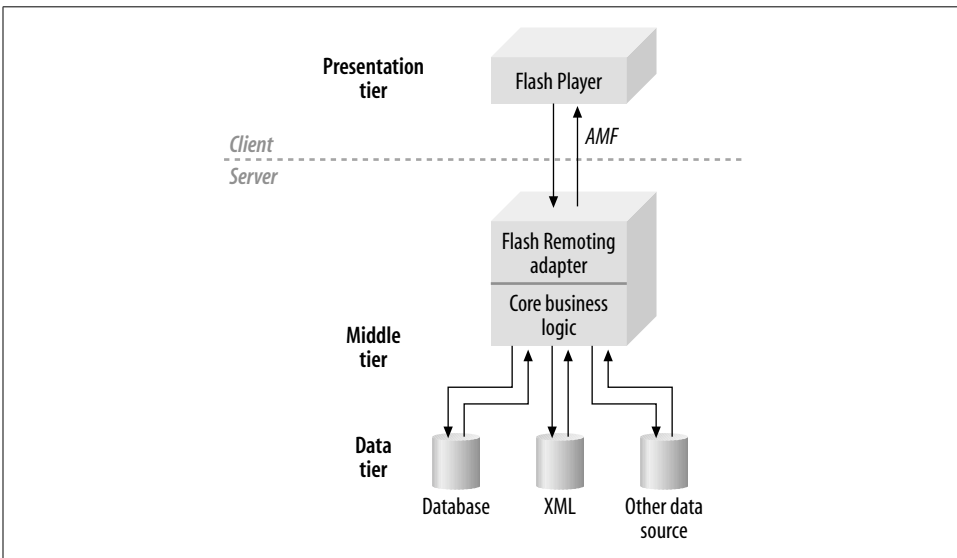 Presentation
tier
Flash Player
AMF
Client
Server
Flash Remoting
adapter
Core business
logic
Middle
tier
Data
tier
Database
XML
Other data
source